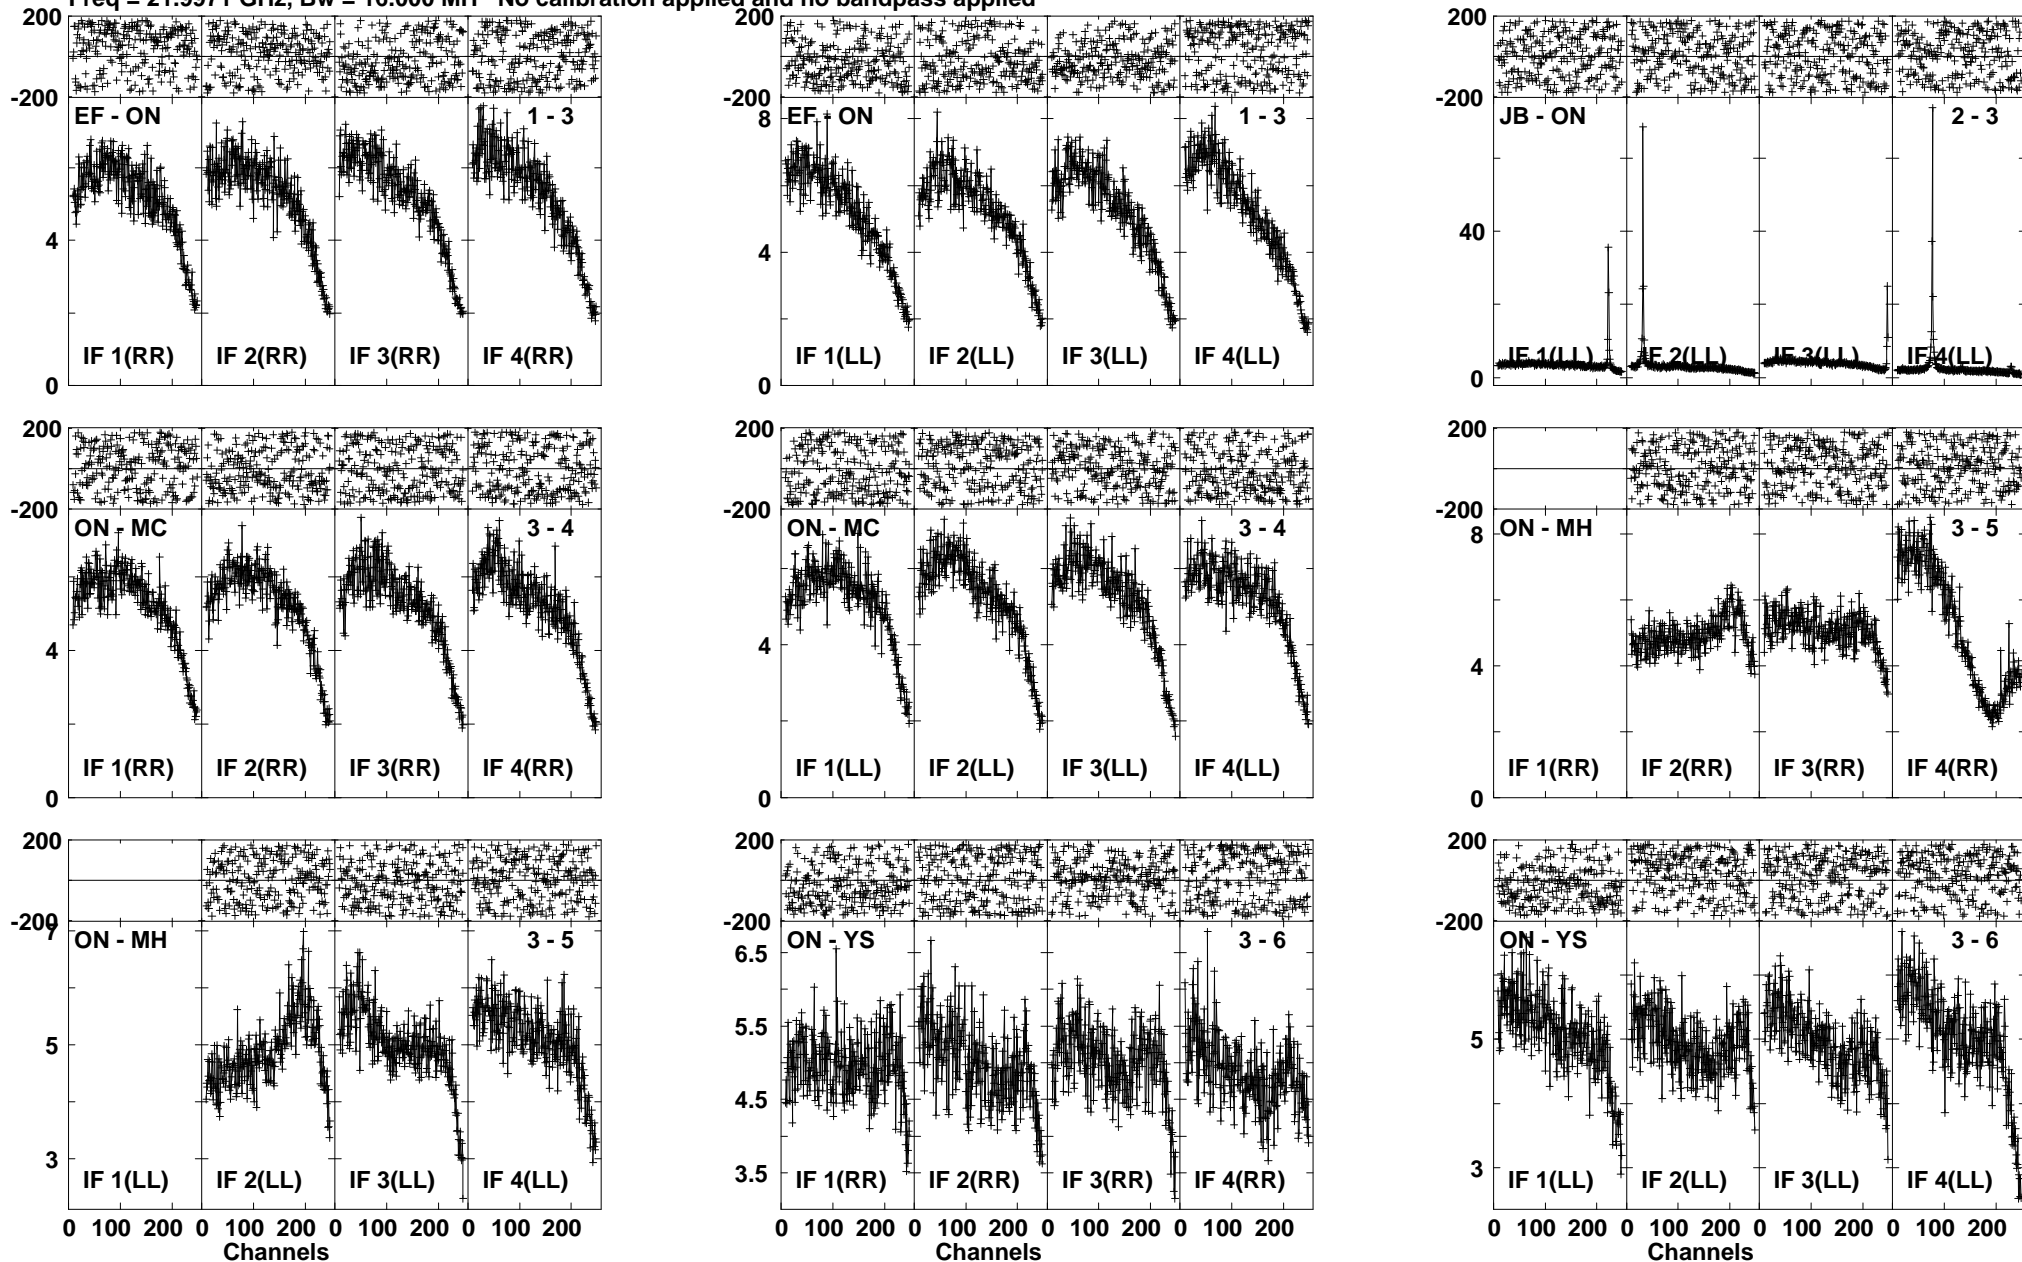 Freq = 21.9971 GHz, Bw = 16.000 MH No calibration applied and no bandpass applied
200
-200
EF - ON 1 - 3
4
0
IF 1(RR) IF 2(RR) IF 3(RR) IF 4(RR)
0 100 200 0 100 200 0 100 200 0 100 200
200
-200
EF - ON 1 - 3
8
4
0
IF 1(LL) IF 2(LL) IF 3(LL) IF 4(LL)
200
-200
JB - ON 2 - 3
40
0
IF 1(LL) IF 2(LL) IF 3(LL) IF 4(LL)
200
-200
ON - MC 3 - 4
4
0
IF 1(RR) IF 2(RR) IF 3(RR) IF 4(RR)
200
-200
ON - MC 3 - 4
4
0
IF 1(LL) IF 2(LL) IF 3(LL) IF 4(LL)
200
-200
ON - MH 3 - 5
8
4
0
IF 1(RR) IF 2(RR) IF 3(RR) IF 4(RR)
200
-200
7
ON - MH 3 - 5
5
3
IF 1(LL) IF 2(LL) IF 3(LL) IF 4(LL)
0 200 0 200 0 200 0 200
Channels
200
-200
ON - YS 3 - 6
6.5
5.5
4.5
3.5
IF 1(RR) IF 2(RR) IF 3(RR) IF 4(RR)
0 200 0 200 0 200 0 200
Channels
200
-200
ON - YS 3 - 6
5
3
IF 1(LL) IF 2(LL) IF 3(LL) IF 4(LL)
0 200 0 200 0 200 0 200
Channels